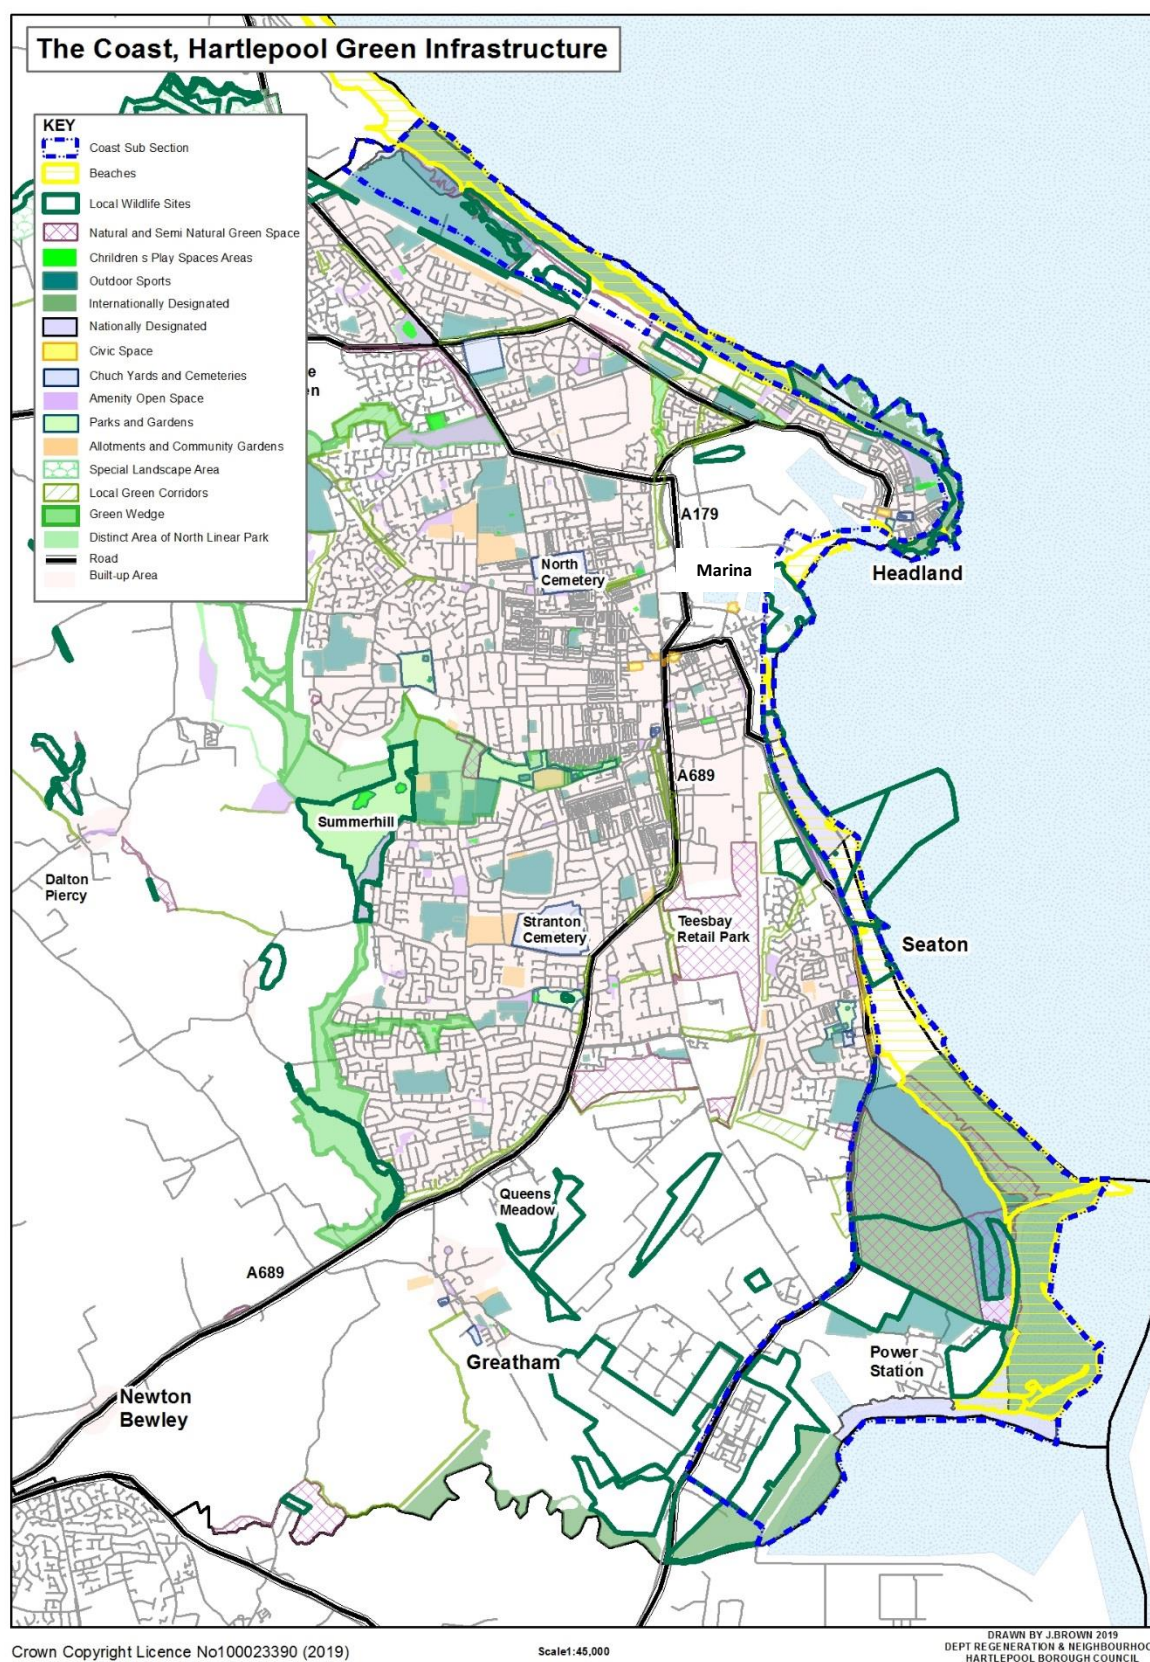 The Coast, Hartlepool Green Infrastructure
KEY
Coast Sub Section
Beaches
Local Wildlife Sites
Natural and Semi Natural Green Space
Chrildren s Play Spaces Areas
Outdoor Sports
Internationally Designated
Nationally Designated
Civic Space
Chuch Yards and Cemeteries
Amenity Open Space
Parks and Gardens
Allotments and Community Gardens
Special Landscape Area
Local Green Corridors
Green Wedge
Distinct Area of North Linear Park
Road
Built-up Area
A179
North
Cemetery
Marina
Headland
A689
Summerhill
Dalton
Piercy
Stranton
Cemetery
Teesbay
Retail Park
Seaton
Queens
Meadow
A689
Greatham
Power
Station
Newton
Bewley
Crown Copyright Licence No100023390 (2019)
Scale1:45,000
DRAWN BY J.BROWN 2019
DEPT REGENERATION & NEIGHBOURHOO
HARTLEPOOL BOROUGH COUNCIL